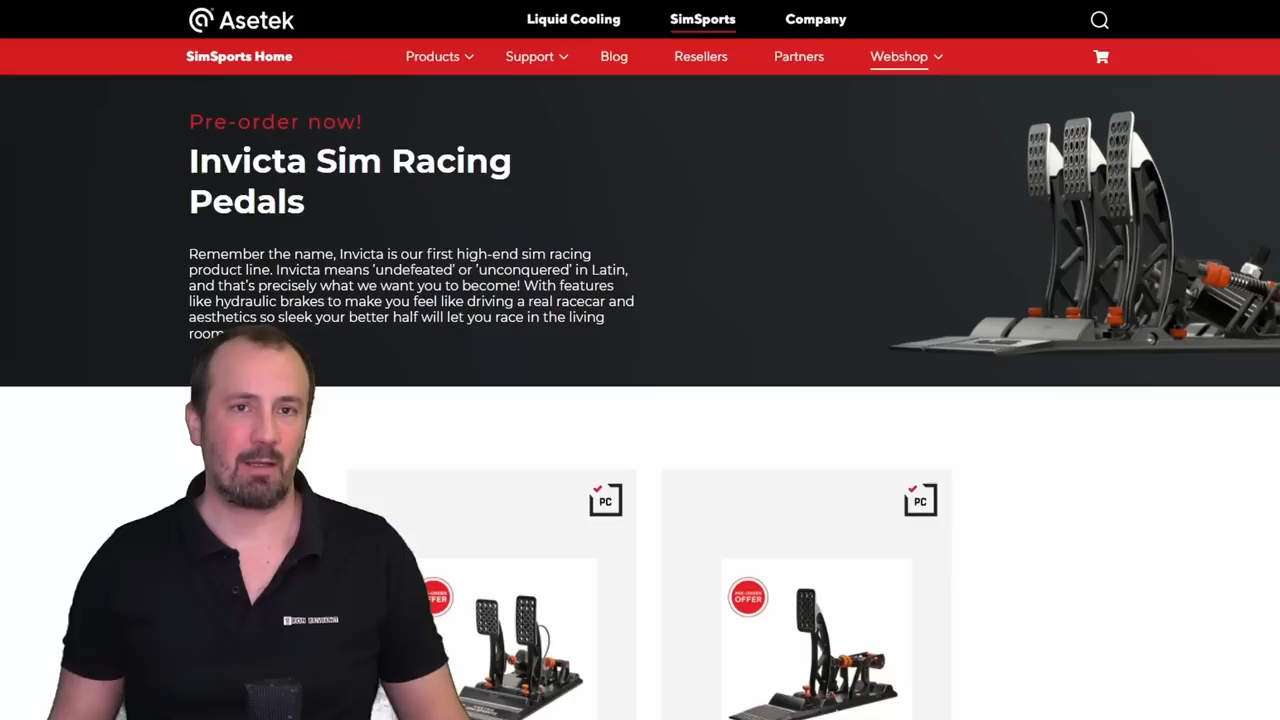 Asetek
Liquid Cooling
SimSports
Company
SimSports Home
Products
Support
Blog
Resellers
Partners
Webshop
Pre-order now!
Invicta Sim Racing
Pedals
Remember the name, Invicta is our first high-end sim racing
product line. Invicta means 'undefeated' or 'unconquered' in Latin,
and that's precisely what we want you to become! With features
like hydraulic brakes to make you feel like driving a real racecar and
aesthetics so sleek your better half will let you race in the living
room
PC
PC
PRE-ORDER
OFFER